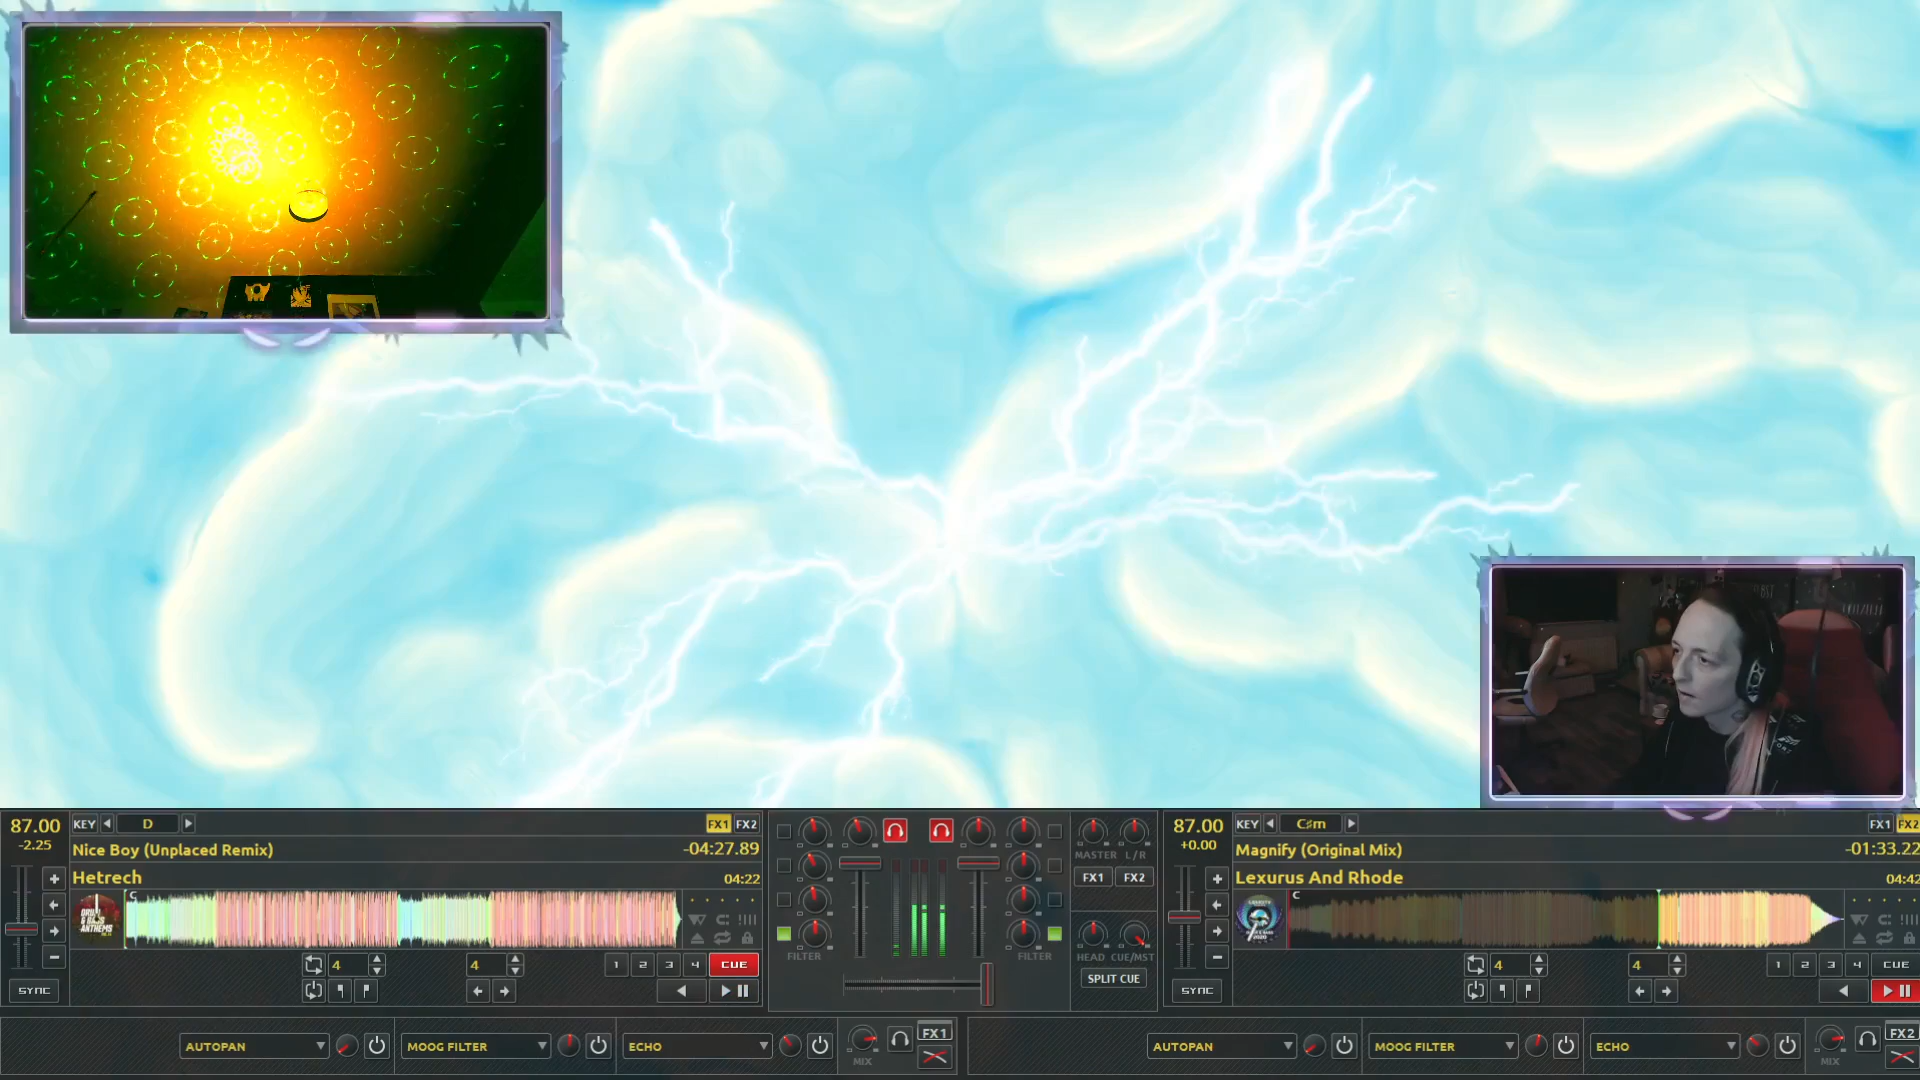 87.00
-2.25
KEY D FX1 FX2
Nice Boy (Unplaced Remix) -04:27.89
Hetrech 04:22
C
DRUM & BASS ANTHEMS
4 4 1 2 3 4 CUE
SYNC
FILTER FILTER
MASTER L/R
FX1 FX2
HEAD CUE/MST
SPLIT CUE
87.00
+0.00
KEY C♯m FX1 FX2
Magnify (Original Mix) -01:33.22
Lexurus And Rhode 04:42
C
4 4 1 2 3 4 CUE
SYNC
AUTOPAN MOOG FILTER ECHO MIX FX1
AUTOPAN MOOG FILTER ECHO MIX FX2